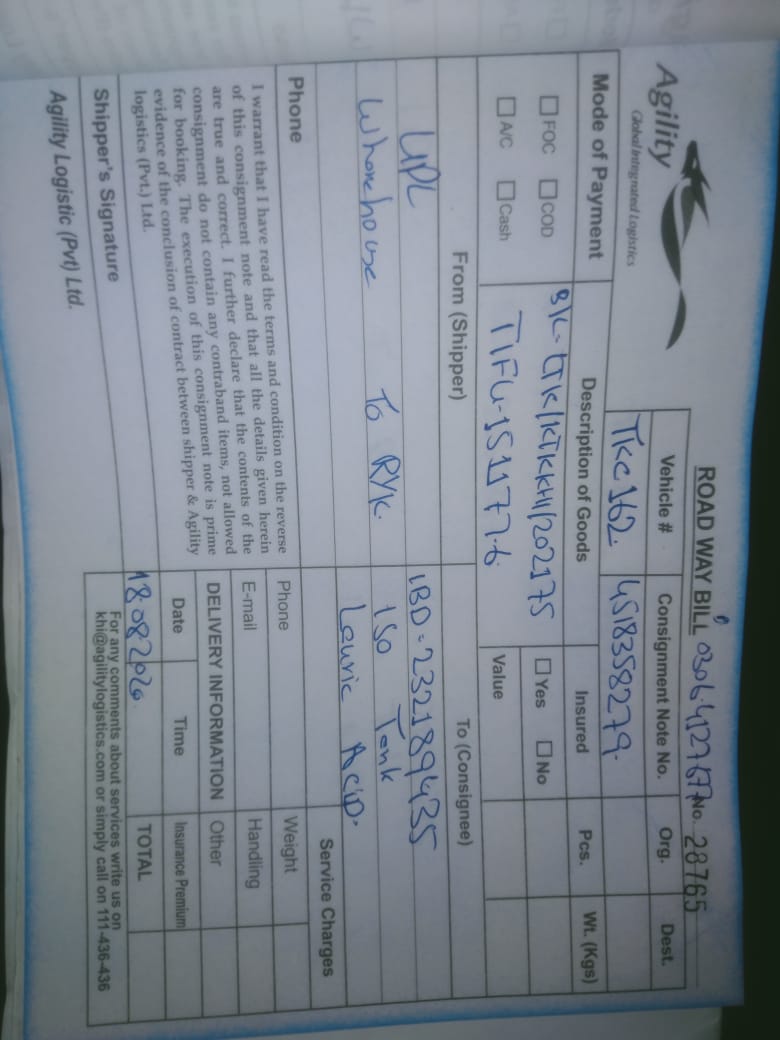 Agility
Global Integrated Logistics
ROAD WAY BILL 0306-4127677 No. 28765
Vehicle #
Consignment Note No.
Org.
Dest.
TKC 162.
4518358279.
Mode of Payment
Description of Goods
Insured
Pcs.
Wt. (Kgs)
FOC
COD
A/C
Cash
B/L- LTK/KTKKHI/202175
TIFU-151177-6
Yes
No
Value
From (Shipper)
To (Consignee)
UPL
Wharehouse To RYK.
IBD-232189435
ISO Tank
Lauric Acid.
Phone
I warrant that I have read the terms and condition on the reverse
of this consignment note and that all the details given herein
are true and correct. I further declare that the contents of the
consignment do not contain any contraband items, not allowed
for booking. The execution of this consignment note is prime
evidence of the conclusion of contract between shipper & Agility
logistics (Pvt.) Ltd.
Shipper's Signature
Agility Logistic (Pvt) Ltd.
Phone
E-mail
DELIVERY INFORMATION
Date
Time
18.082020
Service Charges
Weight
Handling
Other
Insurance Premium
TOTAL
For any comments about services write us on
khi@agilitylogistics.com or simply call on 111-436-436